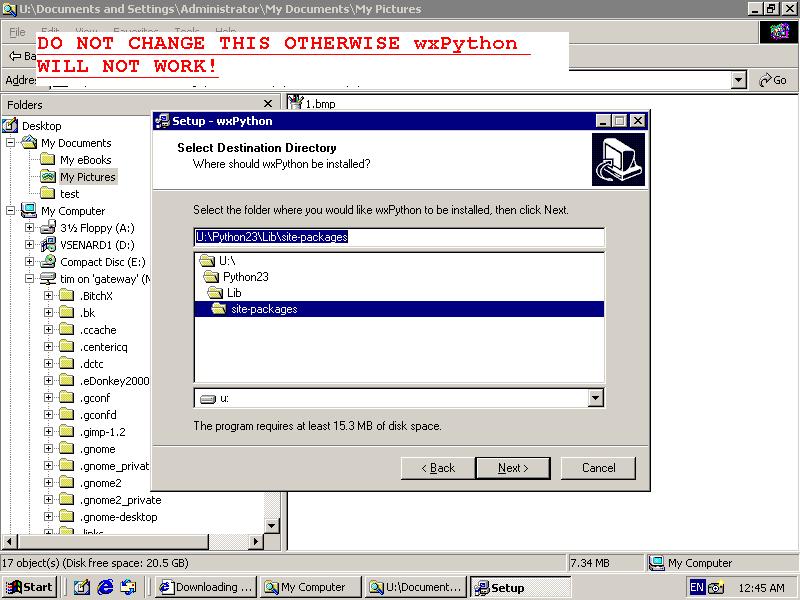 U:\Documents and Settings\Administrator\My Documents\My Pictures
File Edit View Favorites Tools Help
DO NOT CHANGE THIS OTHERWISE wxPython
WILL NOT WORK!
Ba
Addre
Go
Folders
1.bmp
Desktop
My Documents
My eBooks
My Pictures
test
My Computer
3½ Floppy (A:)
VSENARD1 (D:)
Compact Disc (E:)
tim on 'gateway' (
.BitchX
.bk
.ccache
.centericq
.dctc
.eDonkey2000
.gconf
.gconfd
.gimp-1.2
.gnome
.gnome_privat
.gnome2
.gnome2_private
.gnome-desktop
.links
Setup - wxPython
Select Destination Directory
Where should wxPython be installed?
Select the folder where you would like wxPython to be installed, then click Next.
U:\Python23\Lib\site-packages
U:\
Python23
Lib
site-packages
u:
The program requires at least 15.3 MB of disk space.
< Back
Next >
Cancel
17 object(s) (Disk free space: 20.5 GB)
7.34 MB
My Computer
Start
Downloading ...
My Computer
U:\Document...
Setup
EN
12:45 AM